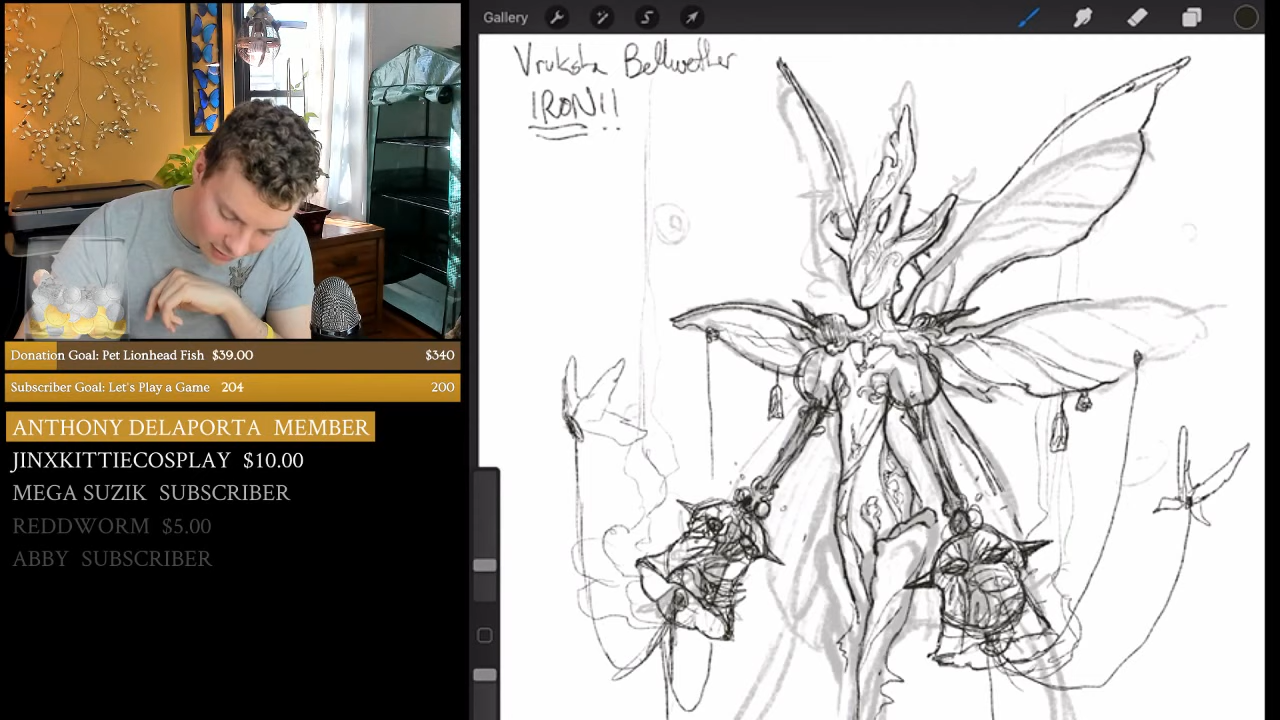 Gallery
Vruksha Bellwether
IRON!!
Donation Goal: Pet Lionhead Fish $39.00 $340
Subscriber Goal: Let's Play a Game 204 200
ANTHONY DELAPORTA MEMBER
JINXKITTIECOSPLAY $10.00
MEGA SUZIK SUBSCRIBER
REDDWORM $5.00
ABBY SUBSCRIBER